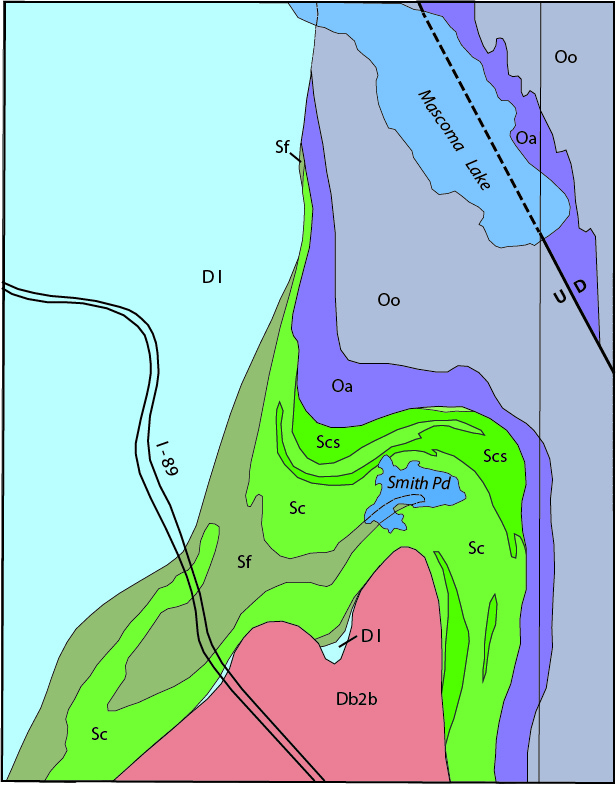 Oo
Mascoma Lake
Oa
Sf
D l
D
U
Oo
Oa
Scs
Scs
I-89
Smith Pd
Sc
Sc
Sf
D l
Db2b
Sc